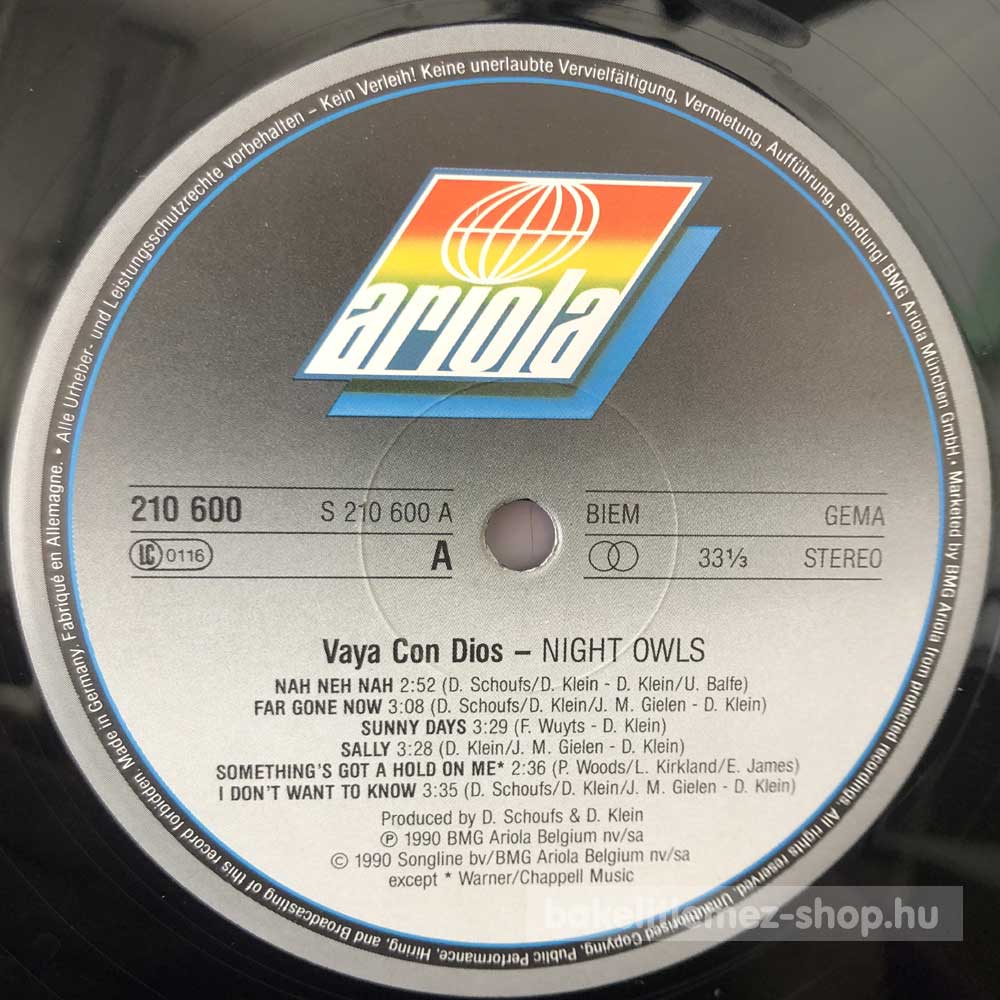 Alle Urheber- und Leistungsschutzrechte vorbehalten – Kein Verleih! Keine unerlaubte Vervielfältigung, Vermietung, Aufführung, Sendung! BMG Ariola München GmbH. • Marketed by BMG Ariola from protected recordings. All rights reserved. Unauthorised Copying, Public Performance, Hiring, and Broadcasting of this record forbidden. Made in Germany. Fabriqué en Allemagne. •
ariola
210 600 S 210 600 A BIEM GEMA
LC 0116 A 33⅓ STEREO
Vaya Con Dios – NIGHT OWLS
NAH NEH NAH 2:52 (D. Schoufs/D. Klein - D. Klein/U. Balfe)
FAR GONE NOW 3:08 (D. Schoufs/D. Klein/J. M. Gielen - D. Klein)
SUNNY DAYS 3:29 (F. Wuyts - D. Klein)
SALLY 3:28 (D. Klein/J. M. Gielen - D. Klein)
SOMETHING'S GOT A HOLD ON ME* 2:36 (P. Woods/L. Kirkland/E. James)
I DON'T WANT TO KNOW 3:35 (D. Schoufs/D. Klein/J. M. Gielen - D. Klein)
Produced by D. Schoufs & D. Klein
℗ 1990 BMG Ariola Belgium nv/sa
© 1990 Songline bv/BMG Ariola Belgium nv/sa
except * Warner/Chappell Music
bakelitlemez-shop.hu